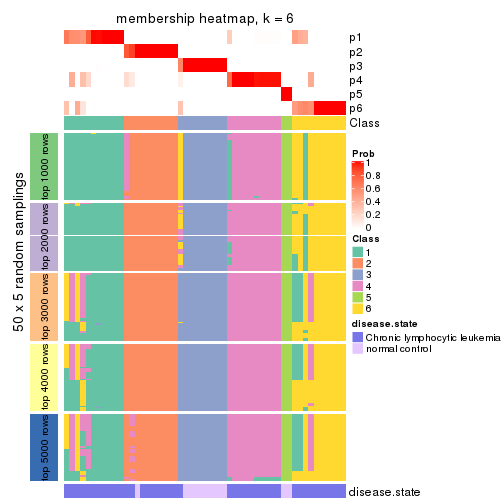 membership heatmap, k = 6
p1
p2
p3
p4
p5
p6
Class
50 x 5 random samplings
top 1000 rows
top 2000 rows
top 3000 rows
top 4000 rows
top 5000 rows
disease.state
Prob
1
0.8
0.6
0.4
0.2
0
Class
1
2
3
4
5
6
disease.state
Chronic lymphocytic leukemia
normal control